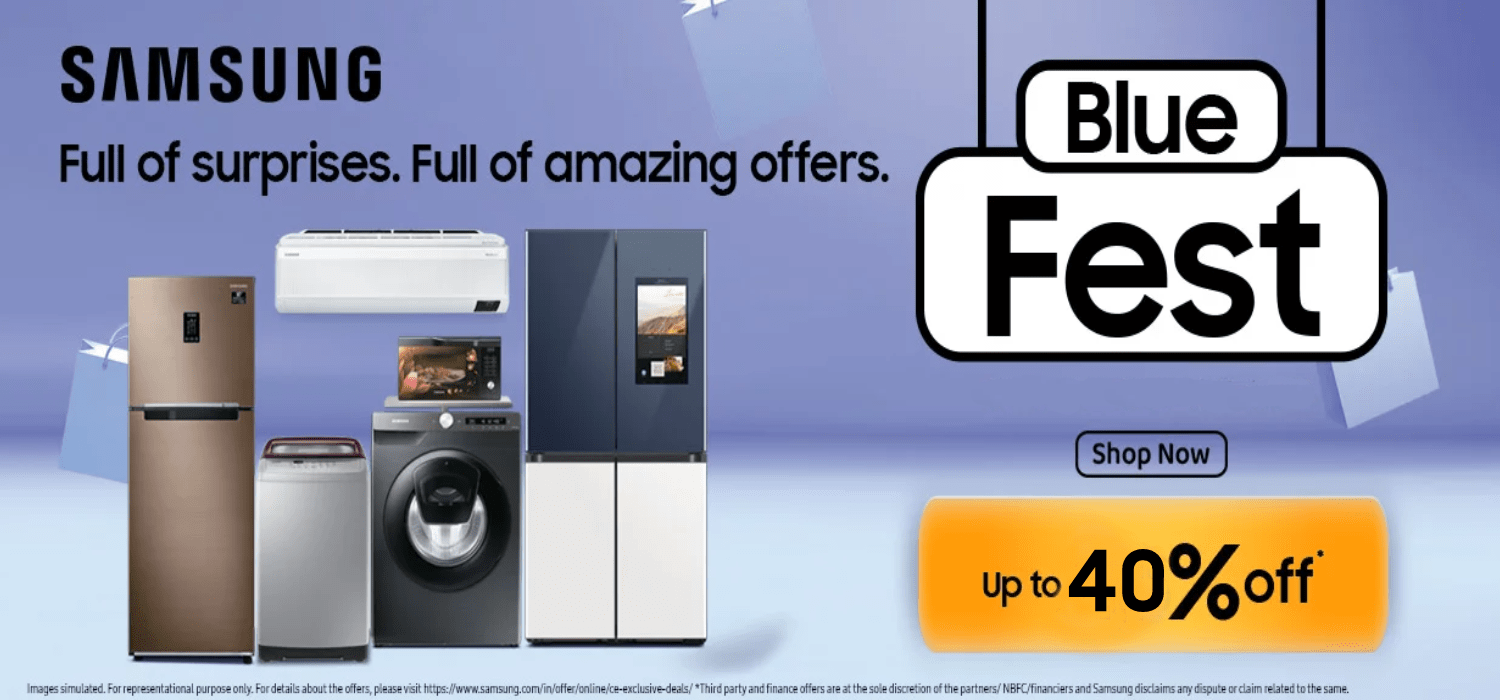 SAMSUNG
Full of surprises. Full of amazing offers.
Blue
Fest
Shop Now
Up to 40% off*
Images simulated. For representational purpose only. For details about the offers, please visit https://www.samsung.com/in/offer/online/ce-exclusive-deals/ *Third party and finance offers are at the sole discretion of the partners/ NBFC/financiers and Samsung disclaims any dispute or claim related to the same.